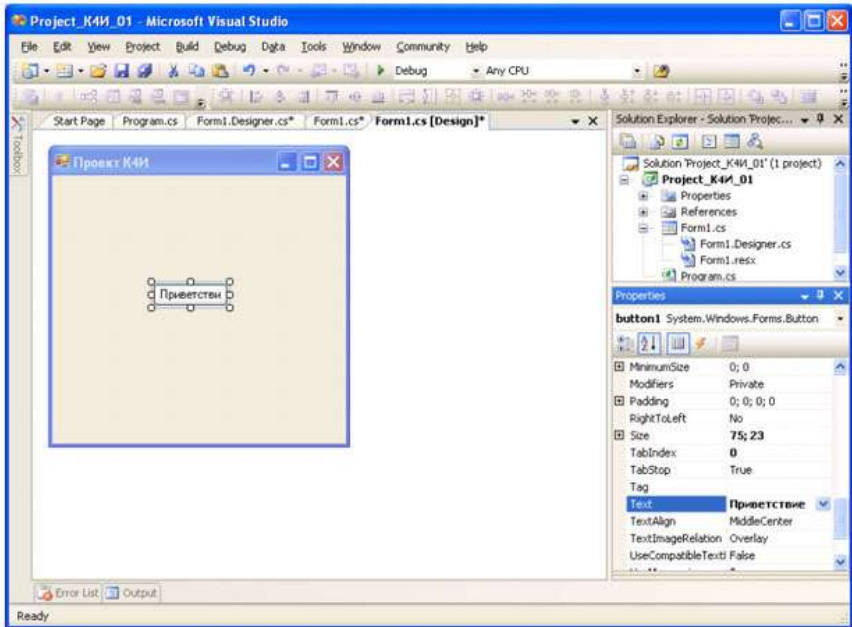 Project_К4И_01 - Microsoft Visual Studio
File Edit View Project Build Debug Data Tools Window Community Help
Debug Any CPU
Start Page Program.cs Form1.Designer.cs* Form1.cs* Form1.cs [Design]*
Toolbox
Проект К4И
Приветстви
Solution Explorer - Solution 'Projec...
Solution 'Project_К4И_01' (1 project)
Project_К4И_01
Properties
References
Form1.cs
Form1.Designer.cs
Form1.resx
Program.cs
Properties
button1 System.Windows.Forms.Button
MinimumSize 0; 0
Modifiers Private
Padding 0; 0; 0; 0
RightToLeft No
Size 75; 23
TabIndex 0
TabStop True
Tag
Text Приветствие
TextAlign MiddleCenter
TextImageRelation Overlay
UseCompatibleTextI False
Error List Output
Ready